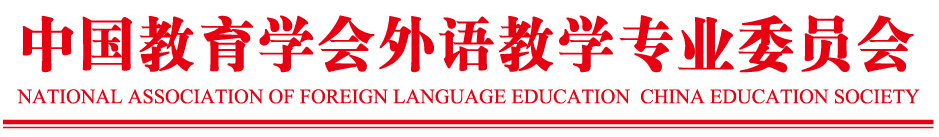 中国教育学会外语教学专业委员会
NATIONAL ASSOCIATION OF FOREIGN LANGUAGE EDUCATION CHINA EDUCATION SOCIETY